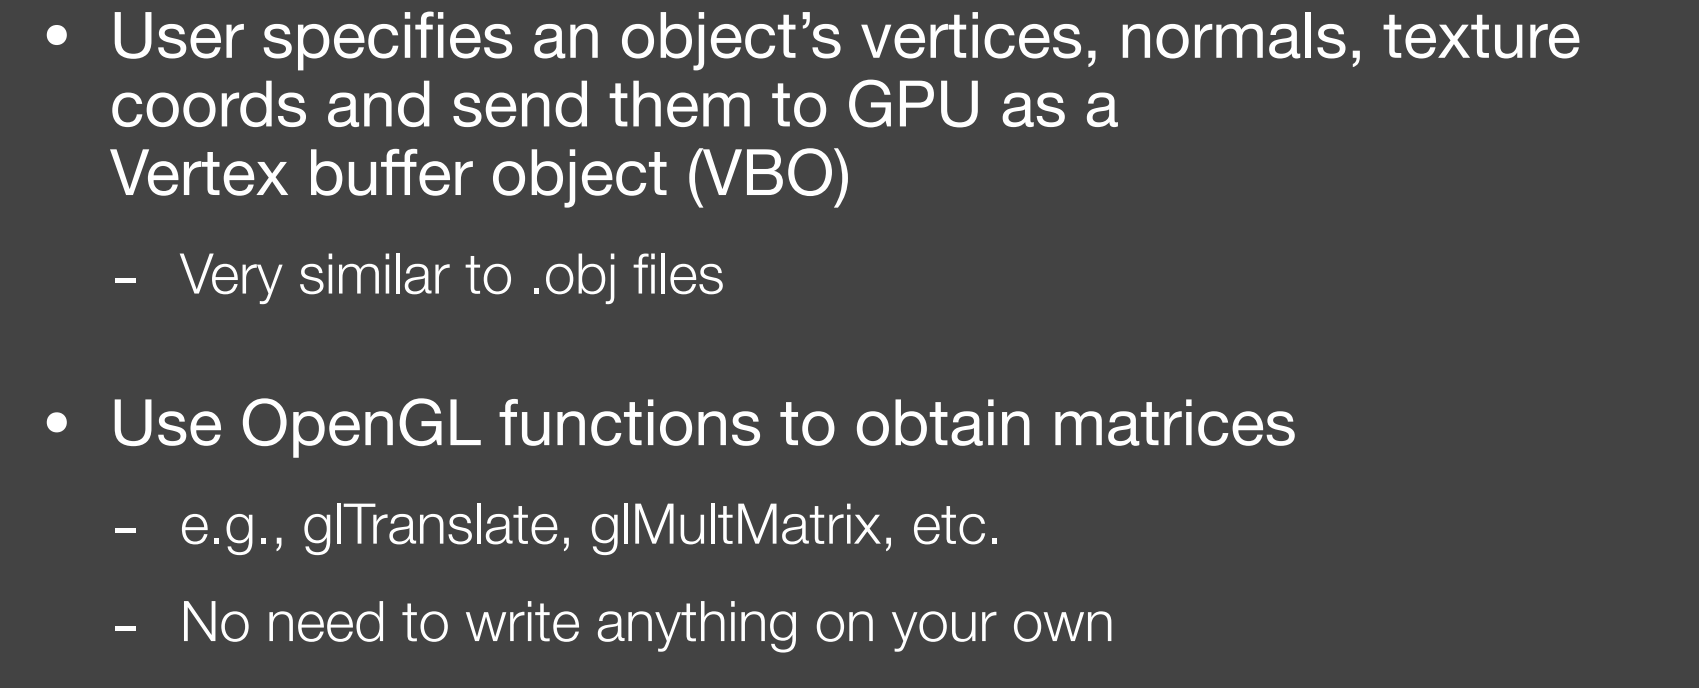 • User specifies an object’s vertices, normals, texture
coords and send them to GPU as a
Vertex buffer object (VBO)
- Very similar to .obj files
• Use OpenGL functions to obtain matrices
- e.g., glTranslate, glMultMatrix, etc.
- No need to write anything on your own